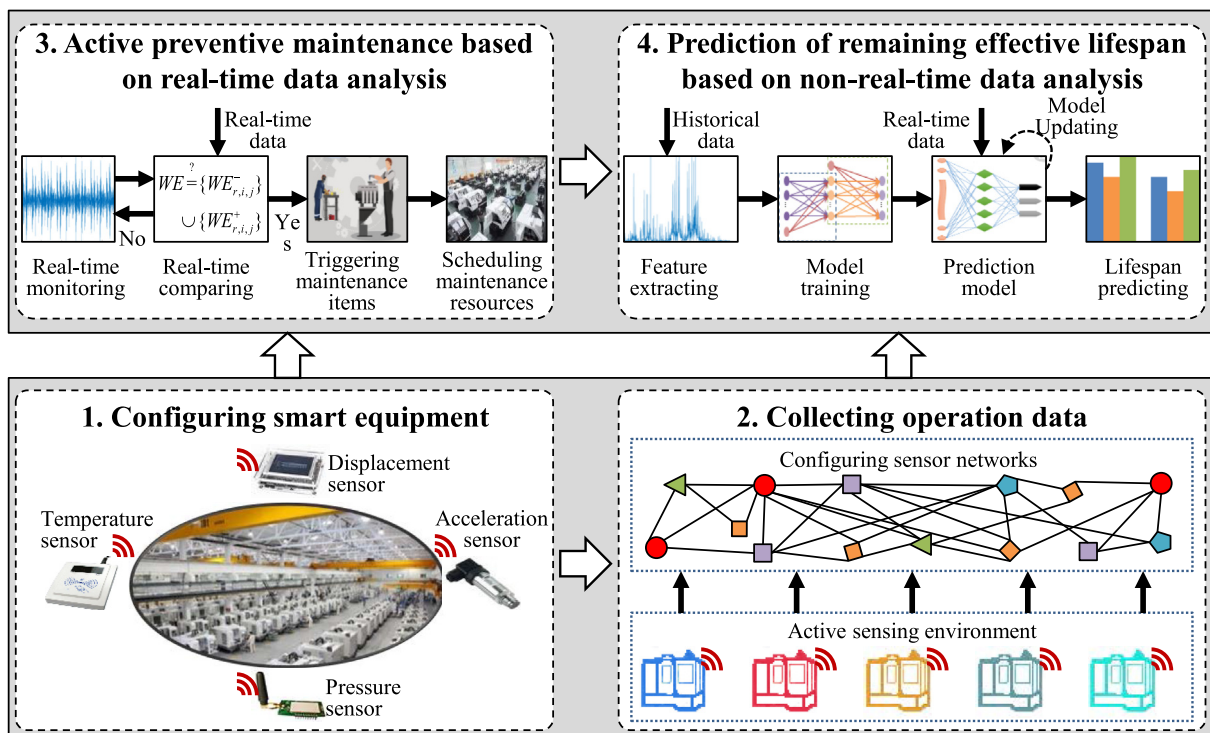 3. Active preventive maintenance based
on real-time data analysis
Real-time
data
?
WE = {WE⁻r,i,j}
∪ {WE⁺r,i,j}
No
Ye
s
Real-time
monitoring
Real-time
comparing
Triggering
maintenance
items
Scheduling
maintenance
resources
4. Prediction of remaining effective lifespan
based on non-real-time data analysis
Historical
data
Real-time
data
Model
Updating
Feature
extracting
Model
training
Prediction
model
Lifespan
predicting
1. Configuring smart equipment
Displacement
sensor
Temperature
sensor
Acceleration
sensor
Pressure
sensor
2. Collecting operation data
Configuring sensor networks
Active sensing environment